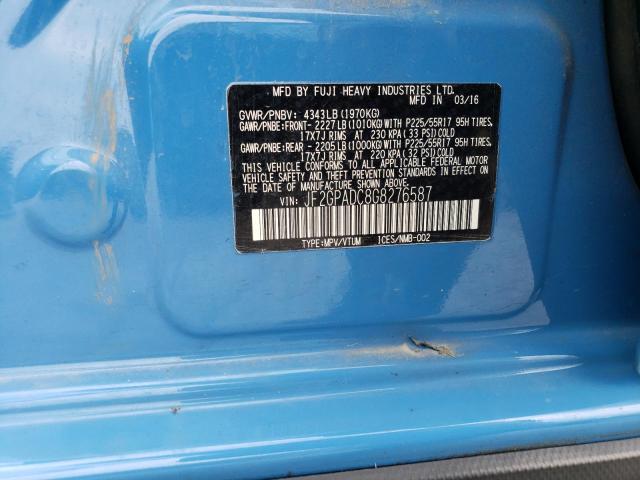 MFD BY FUJI HEAVY INDUSTRIES LTD.
MFD IN 03/16
GVWR/PNBV: 4343LB(1970KG)
GAWR/PNBE:FRONT- 2227LB(1010KG)WITH P225/55R17 95H TIRES,
17X7J RIMS AT 230 KPA(33 PSI)COLD
GAWR/PNBE:REAR - 2205LB(1000KG)WITH P225/55R17 95H TIRES,
17X7J RIMS AT 220 KPA(32 PSI)COLD
THIS VEHICLE CONFORMS TO ALL APPLICABLE FEDERAL MOTOR
VEHICLE SAFETY, BUMPER, AND THEFT PREVENTION
STANDARDS IN EFFECT ON THE DATE OF MANUFACTURE
SHOWN ABOVE.
VIN: JF2GPADC8G8276587
TYPE:MPV/VTUM ICES/NMB-002